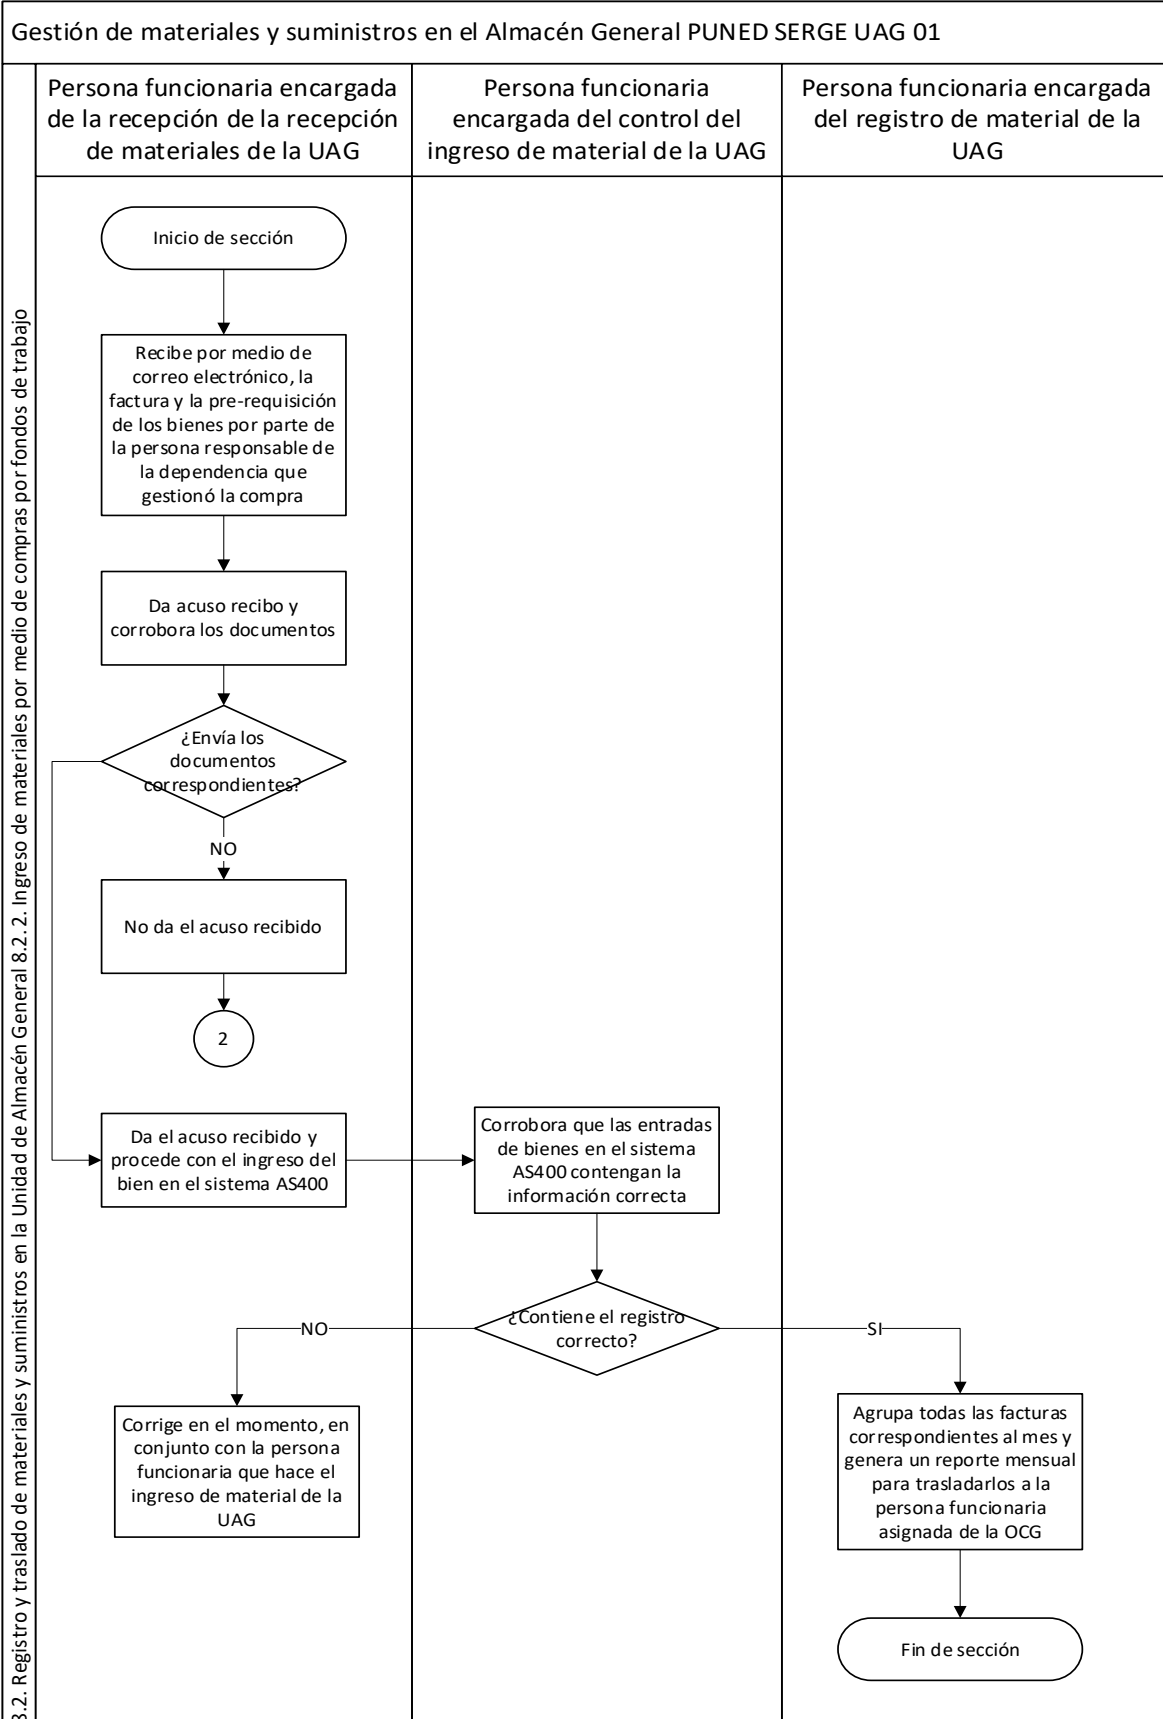 Gestión de materiales y suministros en el Almacén General PUNED SERGE UAG 01
Persona funcionaria encargada
de la recepción de la recepción
de materiales de la UAG
Persona funcionaria
encargada del control del
ingreso de material de la UAG
Persona funcionaria encargada
del registro de material de la
UAG
8.2. Registro y traslado de materiales y suministros en la Unidad de Almacén General 8.2.2. Ingreso de materiales por medio de compras por fondos de trabajo
Inicio de sección
Recibe por medio de
correo electrónico, la
factura y la pre-requisición
de los bienes por parte de
la persona responsable de
la dependencia que
gestionó la compra
Da acuso recibo y
corrobora los documentos
¿Envía los
documentos
correspondientes?
NO
No da el acuso recibido
2
Da el acuso recibido y
procede con el ingreso del
bien en el sistema AS400
Corrobora que las entradas
de bienes en el sistema
AS400 contengan la
información correcta
¿Contiene el registro
correcto?
NO
SI
Corrige en el momento, en
conjunto con la persona
funcionaria que hace el
ingreso de material de la
UAG
Agrupa todas las facturas
correspondientes al mes y
genera un reporte mensual
para trasladarlos a la
persona funcionaria
asignada de la OCG
Fin de sección